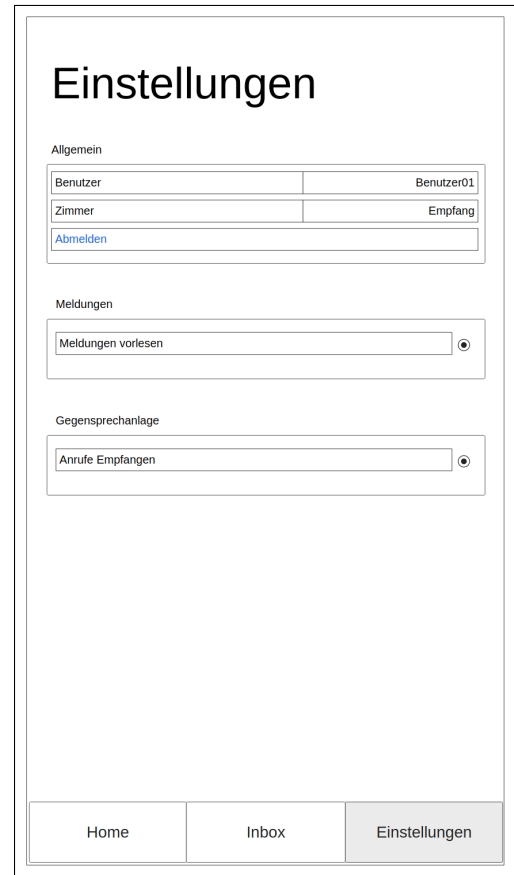 Einstellungen
Allgemein
Benutzer Benutzer01
Zimmer Empfang
Abmelden
Meldungen
Meldungen vorlesen
Gegensprechanlage
Anrufe Empfangen
Home Inbox Einstellungen